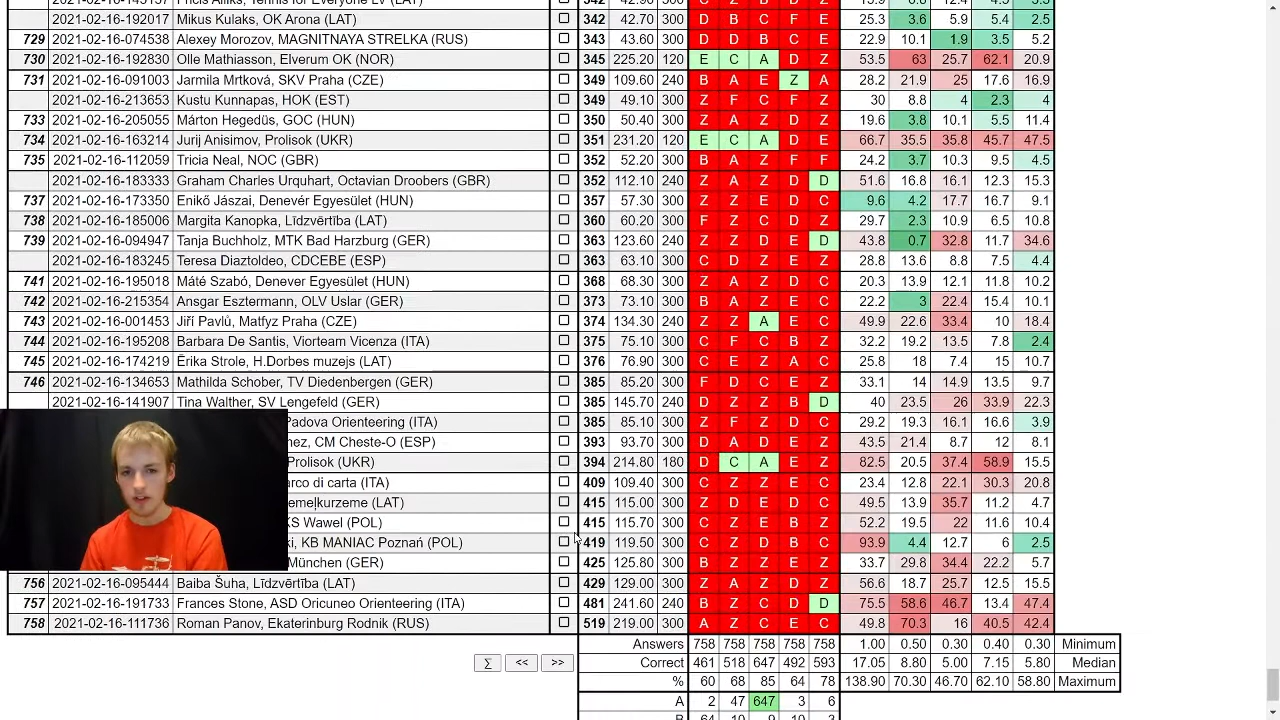 342 42.90 300 C Z B D Z
2021-02-16-192017 Mikus Kulaks, OK Arona (LAT) 342 42.70 300 D B C F E 25.3 3.6 5.9 5.4 2.5
729 2021-02-16-174538 Alexey Morozov, MAGNITNAYA STRELKA (RUS) 343 43.60 300 D D B C E 22.9 10.1 1.9 3.5 5.2
730 2021-02-16-192830 Olle Mathiasson, Elverum OK (NOR) 345 225.20 120 E C A D Z 53.5 63 25.7 62.1 20.9
731 2021-02-16-091003 Jarmila Mrtková, SKV Praha (CZE) 349 109.60 240 B A E Z A 28.2 21.9 25 17.6 16.9
2021-02-16-213653 Kustu Kunnapas, HOK (EST) 349 49.10 300 Z F C F Z 30 8.8 4 2.3 4
733 2021-02-16-205055 Márton Hegedüs, GOC (HUN) 350 50.40 300 Z A Z D Z 19.6 3.8 10.1 5.5 11.4
734 2021-02-16-063214 Jurij Anisimov, Prolisok (UKR) 351 231.20 120 E C A D E 66.7 35.5 35.8 45.7 47.5
735 2021-02-16-112059 Tricia Neal, NOC (GBR) 352 52.20 300 B A Z F F 24.2 3.7 10.3 9.5 4.5
2021-02-16-183333 Graham Charles Urquhart, Octavian Droobers (GBR) 352 112.10 240 Z A Z D D 51.6 16.8 16.1 12.3 15.3
737 2021-02-16-173350 Enikő Jászai, Denevér Egyesület (HUN) 357 57.30 300 Z Z E D C 9.6 4.2 17.7 16.7 9.1
738 2021-02-16-185006 Margita Kanopka, Līdzvērtība (LAT) 360 60.20 300 F Z C D Z 29.7 2.3 10.9 6.5 10.8
739 2021-02-16-094947 Tanja Buchholz, MTK Bad Harzburg (GER) 363 123.60 240 Z Z D E D 43.8 0.7 32.8 11.7 34.6
2021-02-16-183245 Teresa Diaztoldeo, CDCEBE (ESP) 363 63.10 300 C D Z E Z 28.8 13.6 8.8 7.5 4.4
741 2021-02-16-195018 Máté Szabó, Denever Egyesület (HUN) 368 68.30 300 Z A Z D C 20.3 13.9 12.1 11.8 10.2
742 2021-02-16-215354 Ansgar Esztermann, OLV Uslar (GER) 373 73.10 300 B A Z E C 22.2 3 22.4 15.4 10.1
743 2021-02-16-001453 Jiří Pavlů, Matfyz Praha (CZE) 374 134.30 240 Z Z A E C 49.9 22.6 33.4 10 18.4
744 2021-02-16-195208 Barbara De Santis, Viorteam Vicenza (ITA) 375 75.10 300 C F C B Z 32.2 19.2 13.5 7.8 2.4
745 2021-02-16-174219 Ērika Strole, H.Dorbes muzejs (LAT) 376 76.90 300 C E Z A C 25.8 18 7.4 15 10.7
746 2021-02-16-134653 Mathilda Schober, TV Diedenbergen (GER) 385 85.20 300 F D C E Z 33.1 14 14.9 13.5 9.7
2021-02-16-141907 Tina Walther, SV Lengefeld (GER) 385 145.70 240 D Z Z B D 40 23.5 26 33.9 22.3
Padova Orienteering (ITA) 385 85.10 300 Z F Z D C 29.2 19.3 16.1 16.6 3.9
nez, CM Cheste-O (ESP) 393 93.70 300 D A D E Z 43.5 21.4 8.7 12 8.1
Prolisok (UKR) 394 214.80 180 D C A E Z 82.5 20.5 37.4 58.9 15.5
arco di carta (ITA) 409 109.40 300 C Z Z E C 23.4 12.8 22.1 30.3 20.8
emeļkurzeme (LAT) 415 115.00 300 Z D E D C 49.5 13.9 35.7 11.2 4.7
KS Wawel (POL) 415 115.70 300 C Z E B Z 52.2 19.5 22 11.6 10.4
ki, KB MANIAC Poznań (POL) 419 119.50 300 C Z D B C 93.9 4.4 12.7 6 2.5
München (GER) 425 125.80 300 B Z Z E Z 33.7 29.8 34.4 22.2 5.7
756 2021-02-16-095444 Baiba Šuha, Līdzvērtība (LAT) 429 129.00 300 Z A Z D Z 56.6 18.7 25.7 12.5 15.5
757 2021-02-16-191733 Frances Stone, ASD Oricuneo Orienteering (ITA) 481 241.60 240 B Z C D D 75.5 58.6 46.7 13.4 47.4
758 2021-02-16-111736 Roman Panov, Ekaterinburg Rodnik (RUS) 519 219.00 300 A Z C E C 49.8 70.3 16 40.5 42.4
Answers 758 758 758 758 758 1.00 0.70 0.30 0.40 0.30 Minimum
∑ << >> Correct 461 518 647 492 593 17.05 8.80 5.00 7.15 5.80 Median
% 60 68 85 64 78 138.90 70.30 46.70 62.10 58.80 Maximum
A 2 47 647 3 6